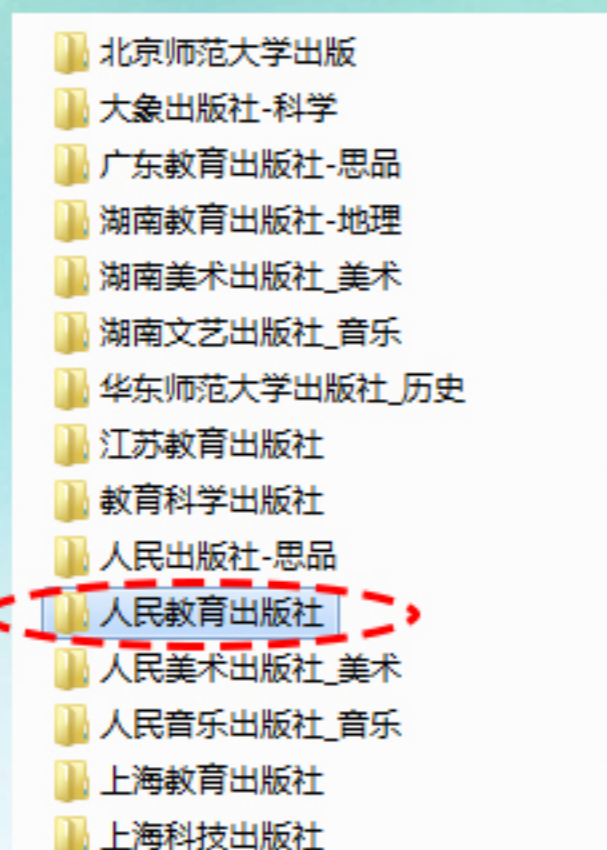 北京师范大学出版
大象出版社-科学
广东教育出版社-思品
湖南教育出版社-地理
湖南美术出版社_美术
湖南文艺出版社_音乐
华东师范大学出版社_历史
江苏教育出版社
教育科学出版社
人民出版社-思品
人民教育出版社
人民美术出版社_美术
人民音乐出版社_音乐
上海教育出版社
上海科技出版社